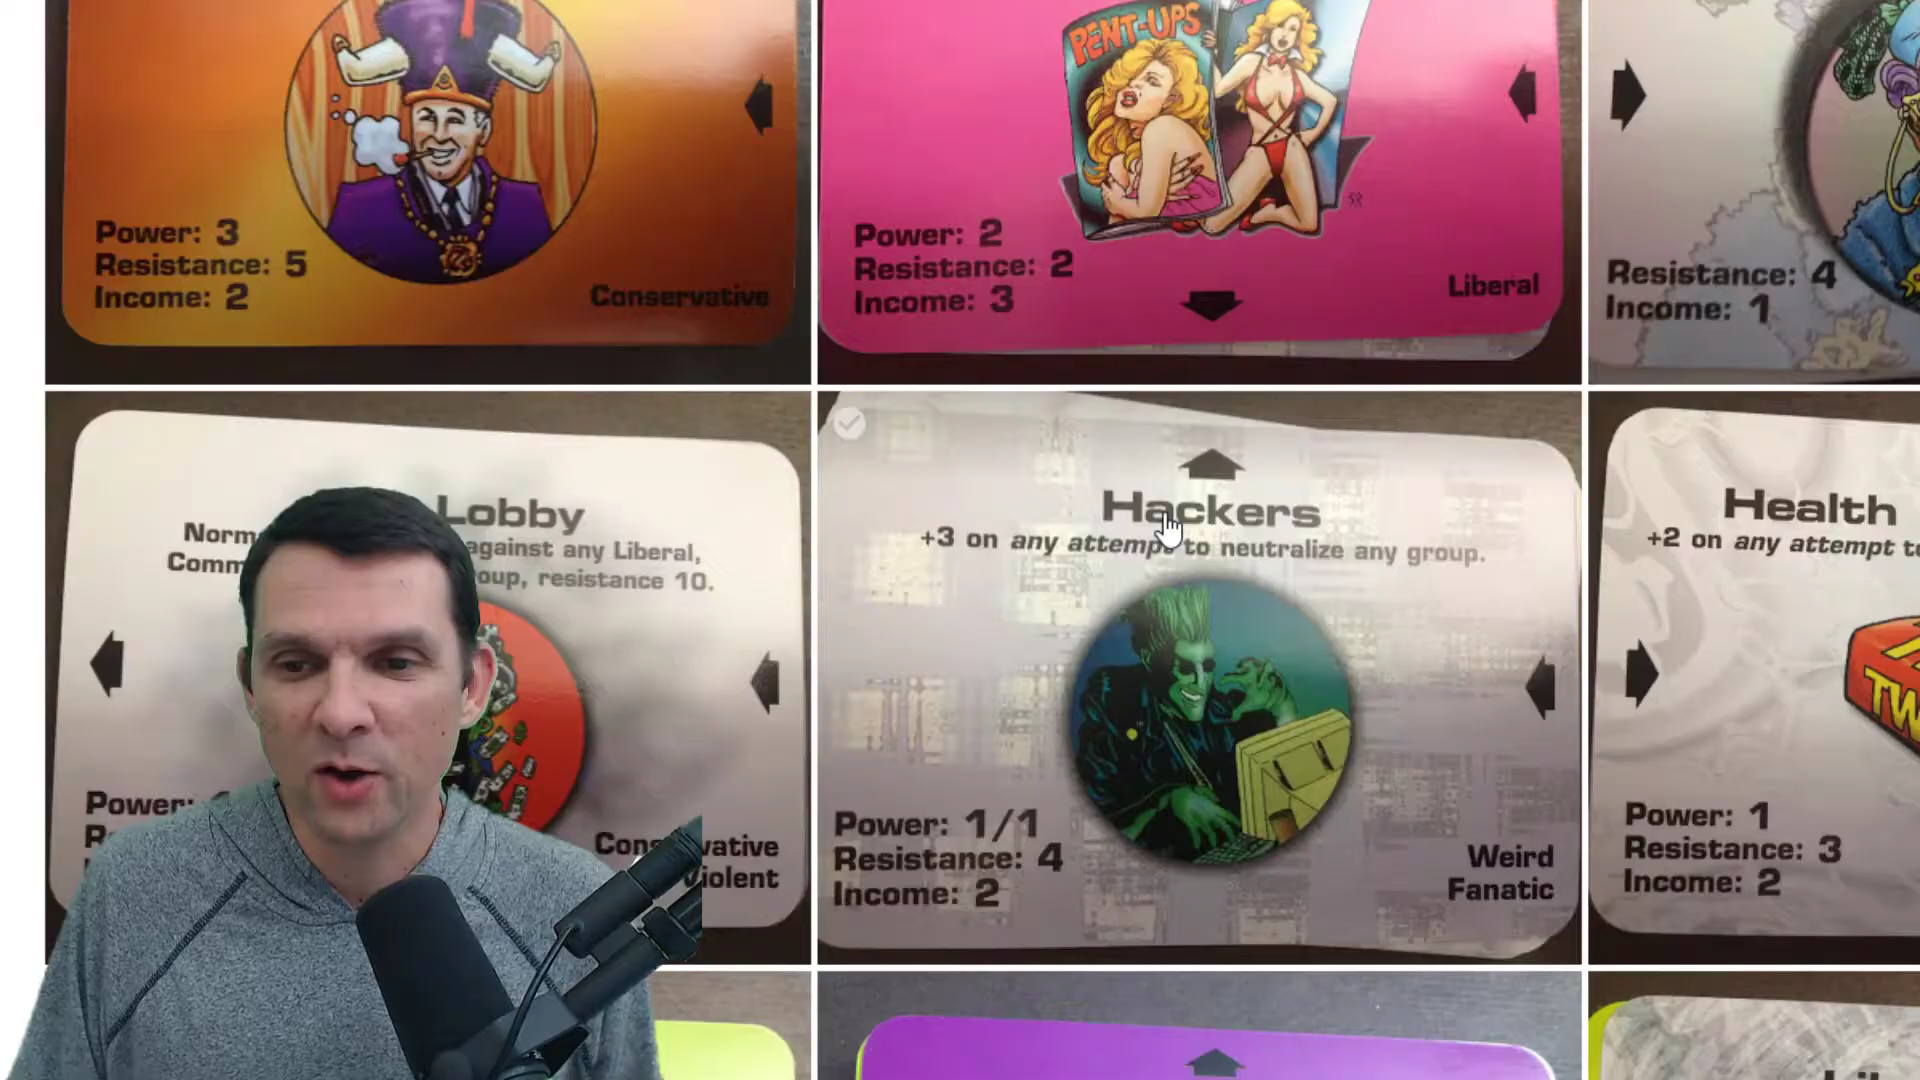 Power: 3
Resistance: 5
Income: 2
Conservative
PENT-UPS
Power: 2
Resistance: 2
Income: 3
Liberal
Resistance: 4
Income: 1
Lobby
against any Liberal,
resistance 10.
Power:
Violent
Hackers
+3 on any attempt to neutralize any group.
Power: 1/1
Resistance: 4
Income: 2
Weird
Fanatic
Health
+2 on any attempt
Power: 1
Resistance: 3
Income: 2